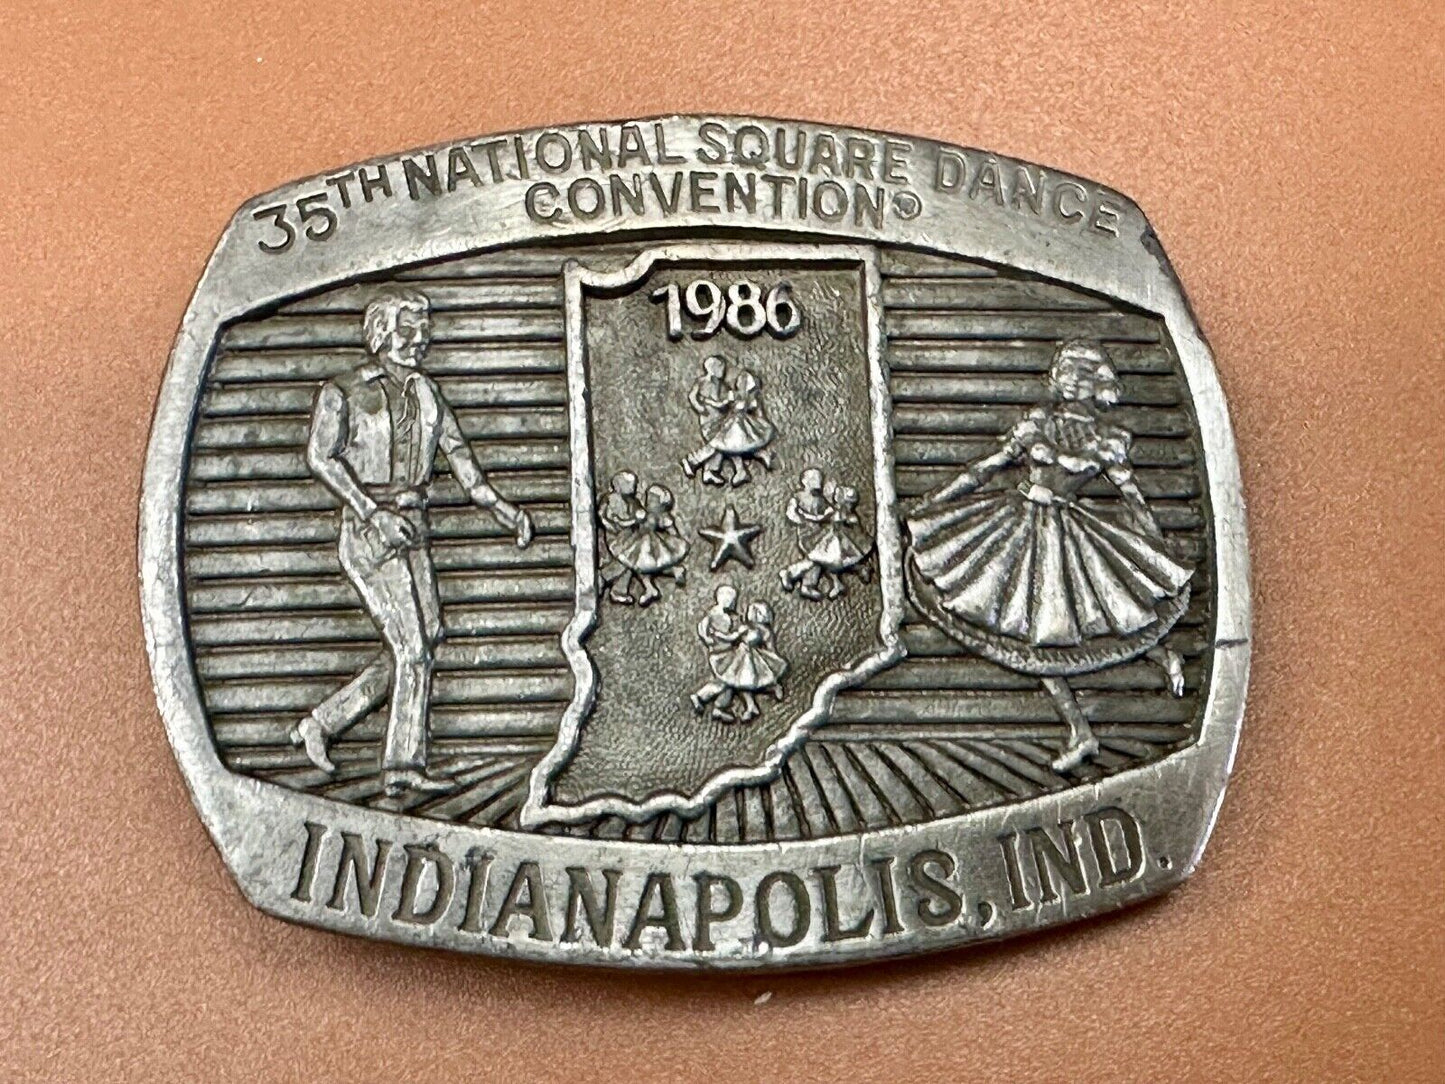 35TH NATIONAL SQUARE DANCE
CONVENTION®
1986
INDIANAPOLIS, IND.